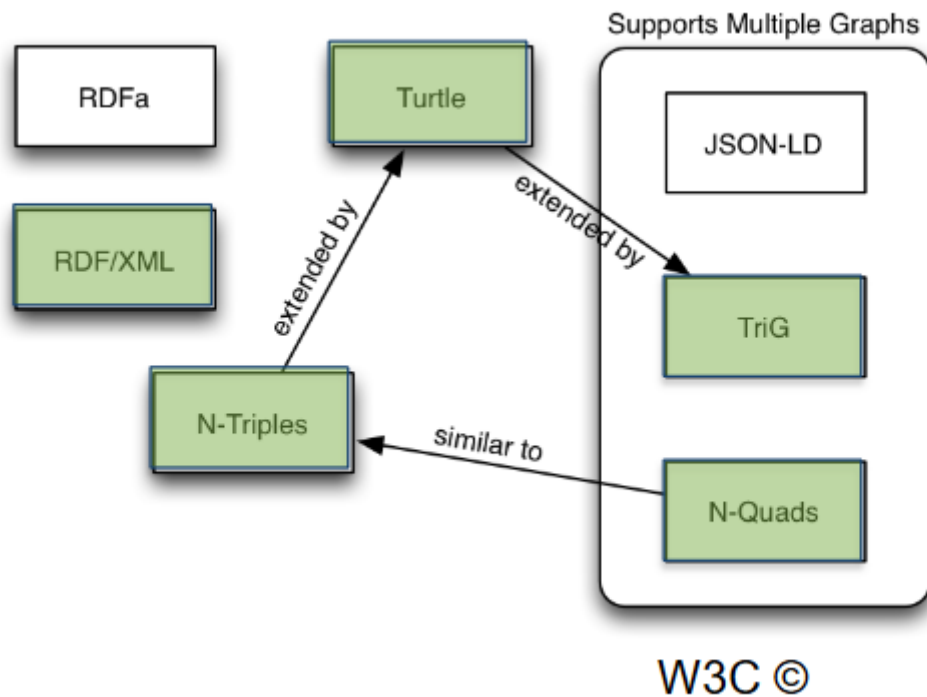 Supports Multiple Graphs
RDFa
Turtle
JSON-LD
extended by
extended by
RDF/XML
TriG
N-Triples
similar to
N-Quads
W3C ©